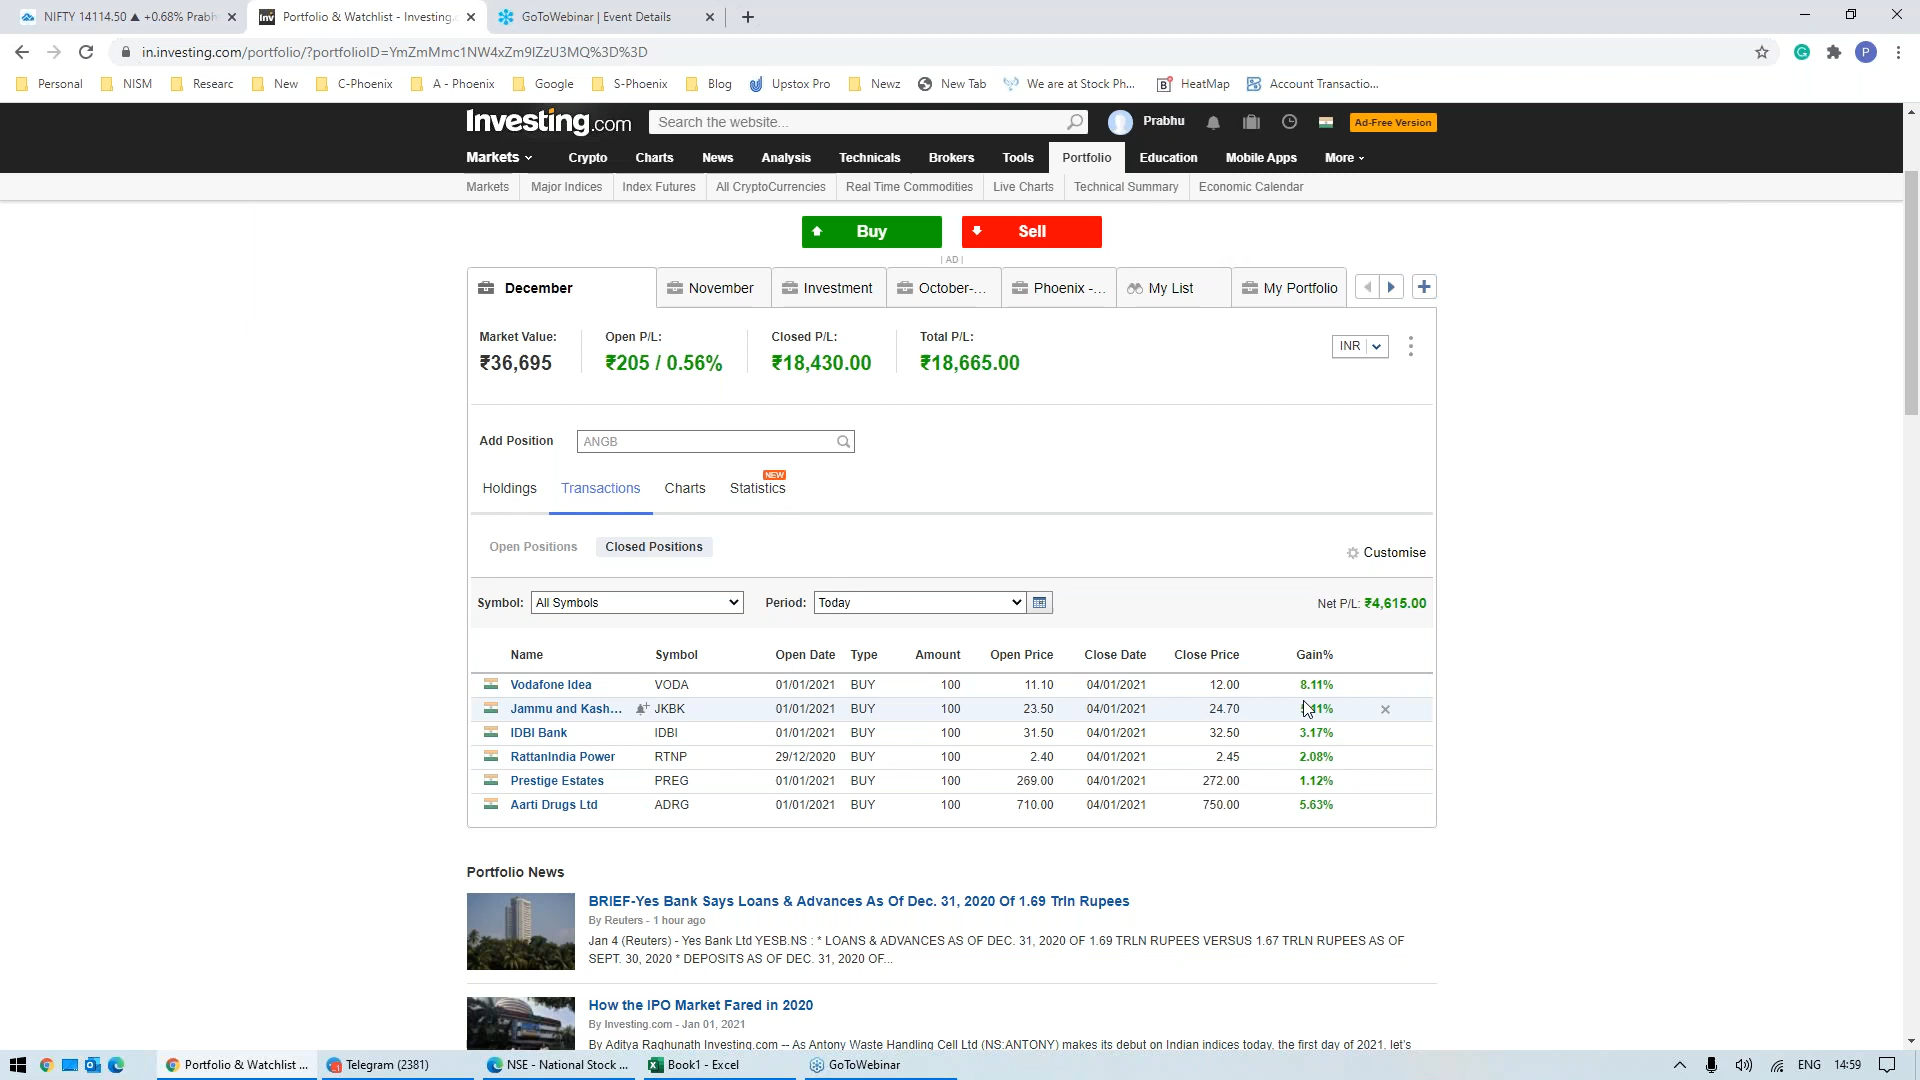 NIFTY 14114.50 ▲ +0.68% Prabh
Portfolio & Watchlist - Investing.c
GoToWebinar | Event Details
in.investing.com/portfolio/?portfolioID=YmZmMmc1NW4xZm9lZzU3MQ%3D%3D
Personal NISM Researc New C-Phoenix A - Phoenix Google S-Phoenix Blog Upstox Pro Newz New Tab We are at Stock Ph... HeatMap Account Transactio...
Investing.com Search the website... Prabhu Ad-Free Version
Markets Crypto Charts News Analysis Technicals Brokers Tools Portfolio Education Mobile Apps More
Markets Major Indices Index Futures All CryptoCurrencies Real Time Commodities Live Charts Technical Summary Economic Calendar
Buy Sell
| AD |
December November Investment October-... Phoenix -... My List My Portfolio
Market Value: Open P/L: Closed P/L: Total P/L:
INR
₹36,695 ₹205 / 0.56% ₹18,430.00 ₹18,665.00
Add Position ANGB
NEW
Holdings Transactions Charts Statistics
Open Positions Closed Positions
Customise
Symbol: All Symbols Period: Today Net P/L: ₹4,615.00
Name Symbol Open Date Type Amount Open Price Close Date Close Price Gain%
Vodafone Idea VODA 01/01/2021 BUY 100 11.10 04/01/2021 12.00 8.11%
Jammu and Kash... JKBK 01/01/2021 BUY 100 23.50 04/01/2021 24.70
IDBI Bank IDBI 01/01/2021 BUY 100 31.50 04/01/2021 32.50 3.17%
RattanIndia Power RTNP 29/12/2020 BUY 100 2.40 04/01/2021 2.45 2.08%
Prestige Estates PREG 01/01/2021 BUY 100 269.00 04/01/2021 272.00 1.12%
Aarti Drugs Ltd ADRG 01/01/2021 BUY 100 710.00 04/01/2021 750.00 5.63%
Portfolio News
BRIEF-Yes Bank Says Loans & Advances As Of Dec. 31, 2020 Of 1.69 Trln Rupees
By Reuters - 1 hour ago
Jan 4 (Reuters) - Yes Bank Ltd YESB.NS : * LOANS & ADVANCES AS OF DEC. 31, 2020 OF 1.69 TRLN RUPEES VERSUS 1.67 TRLN RUPEES AS OF
SEPT. 30, 2020 * DEPOSITS AS OF DEC. 31, 2020 OF...
How the IPO Market Fared in 2020
By Investing.com - Jan 01, 2021
By Aditya Raghunath Investing.com -- As Antony Waste Handling Cell Ltd (NS:ANTONY) makes its debut on Indian indices today, the first day of 2021, let's
Portfolio & Watchlist ... Telegram (2381) NSE - National Stock ... Book1 - Excel GoToWebinar ENG 14:59